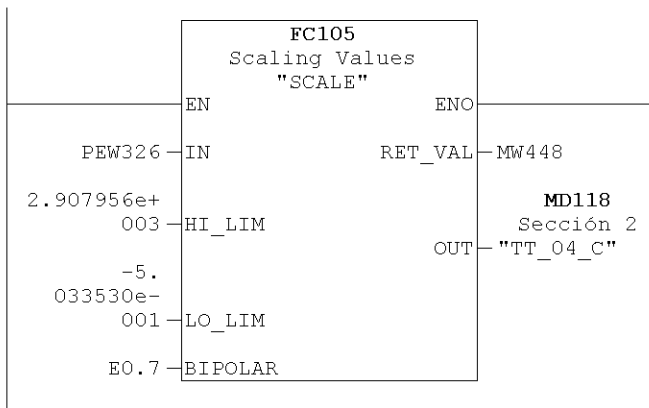 FC105
Scaling Values
"SCALE"
EN
ENO
PEW326
IN
RET_VAL
MW448
2.907956e+
003
HI_LIM
MD118
Sección 2
OUT
"TT_04_C"
-5.
033530e-
001
LO_LIM
E0.7
BIPOLAR